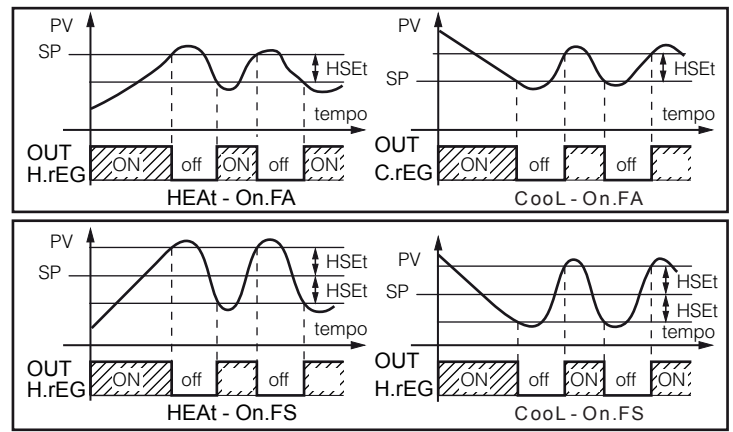 PV
SP
HSEt
tempo
OUT
H.rEG
ON off ON off ON
HEAt - On.FA
PV
SP
HSEt
tempo
OUT
C.rEG
ON off off
CooL - On.FA
PV
SP
HSEt
HSEt
tempo
OUT
H.rEG
ON off off
HEAt - On.FS
PV
SP
HSEt
HSEt
tempo
OUT
H.rEG
ON off ON off ON
CooL - On.FS